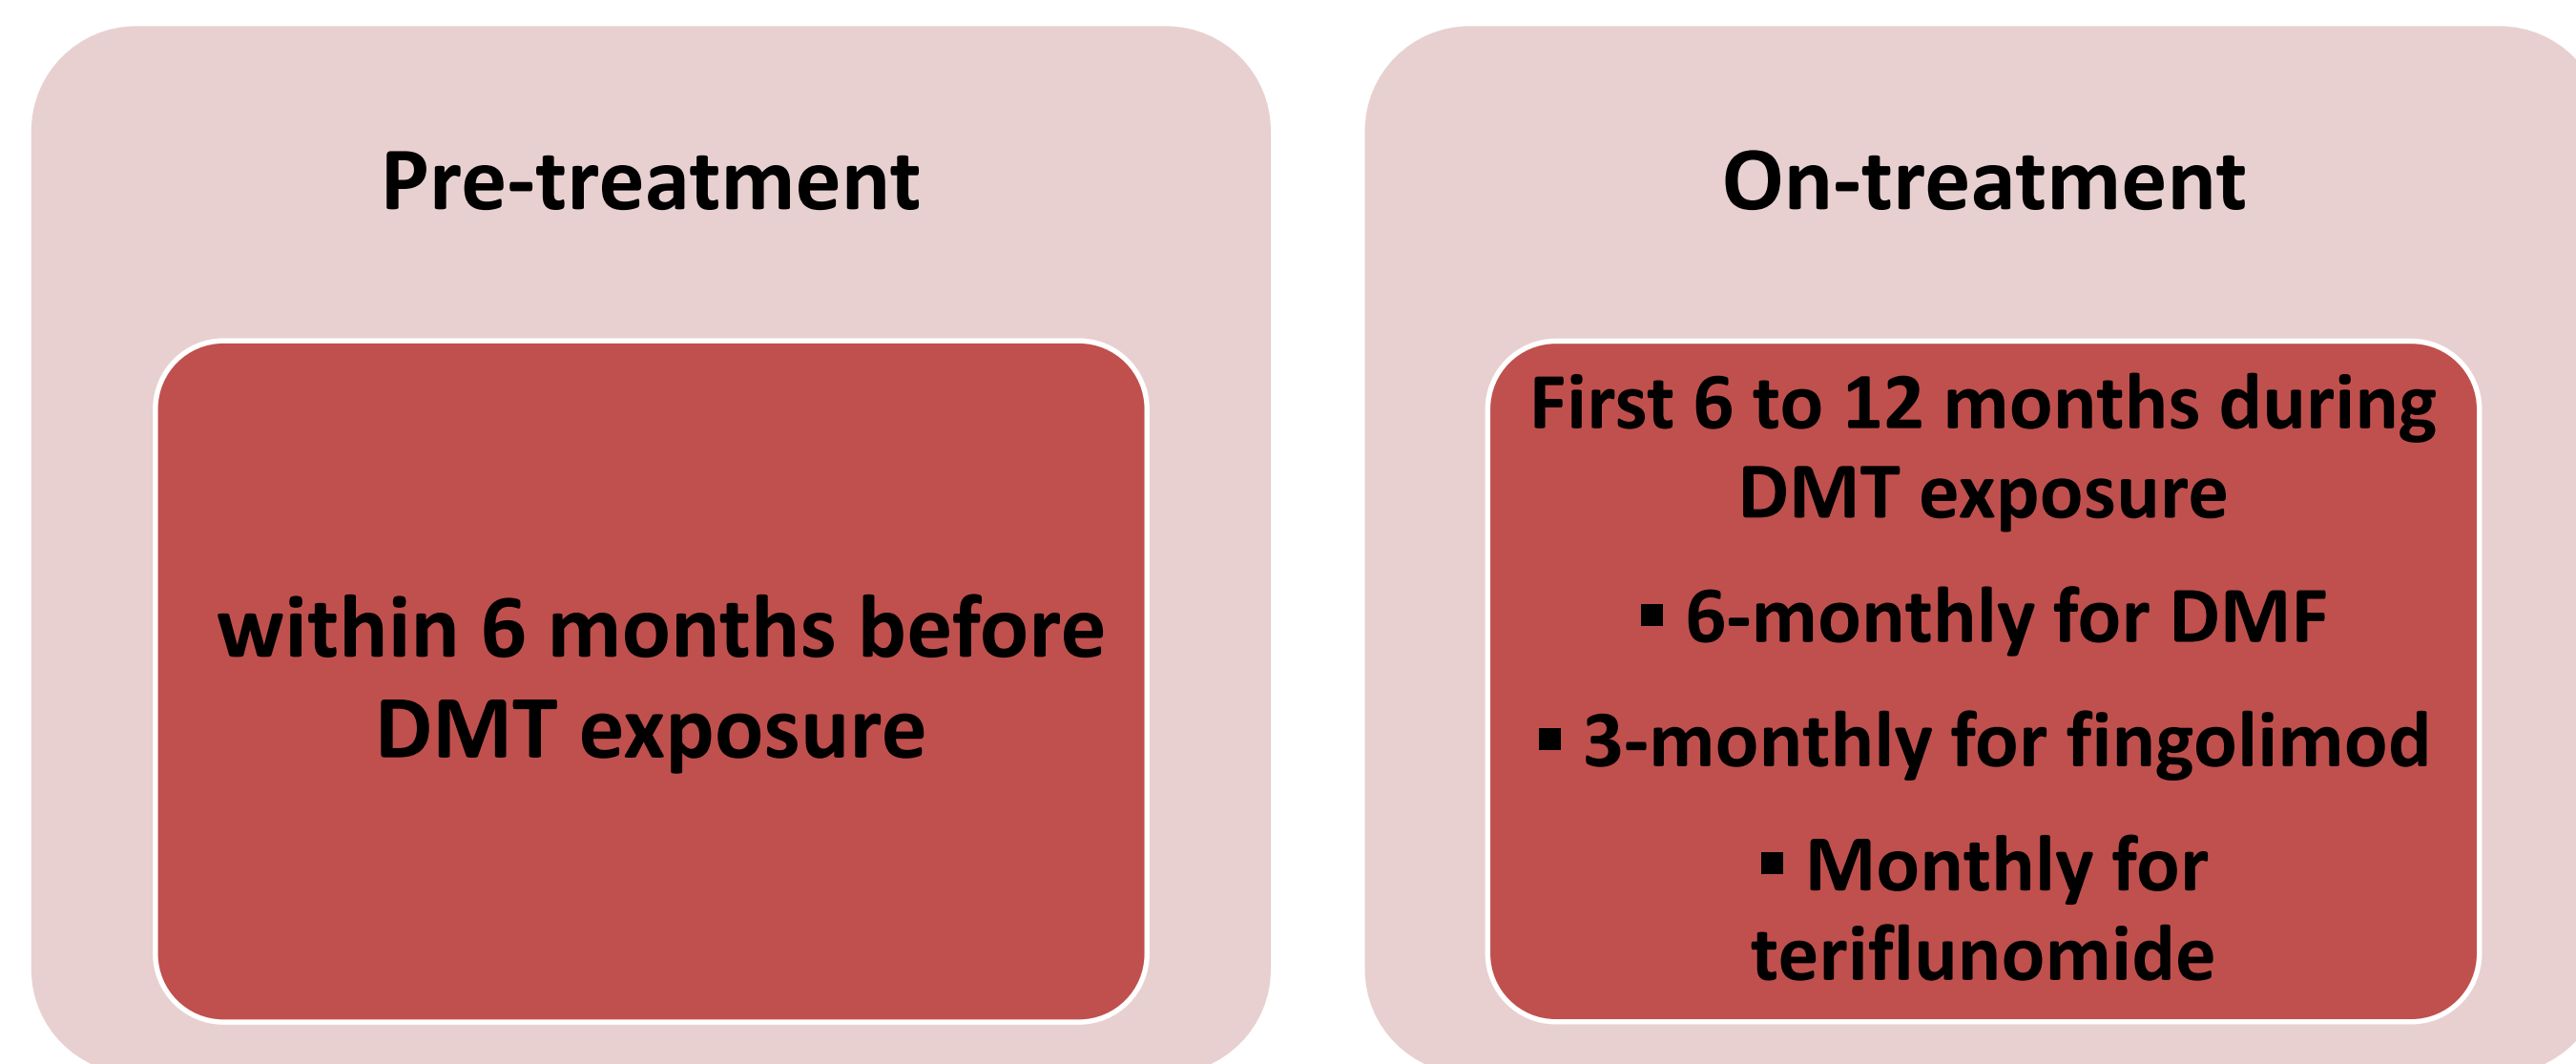 Pre-treatment
within 6 months before
DMT exposure
On-treatment
First 6 to 12 months during
DMT exposure
▪ 6-monthly for DMF
▪ 3-monthly for fingolimod
▪ Monthly for
teriflunomide